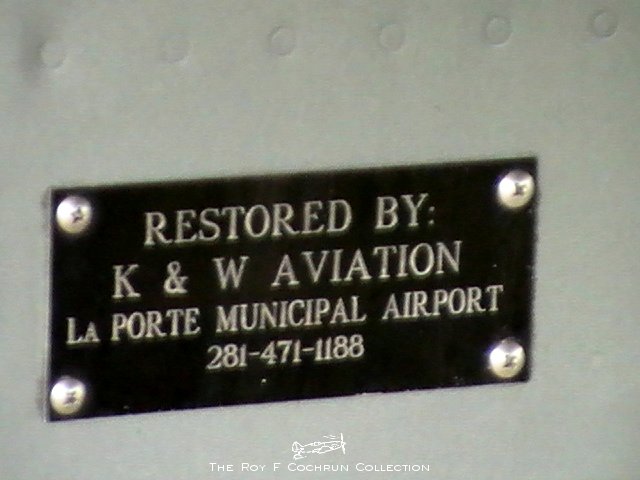 RESTORED BY:
K & W AVIATION
LA PORTE MUNICIPAL AIRPORT
281-471-1188
THE ROY F COCHRUN COLLECTION